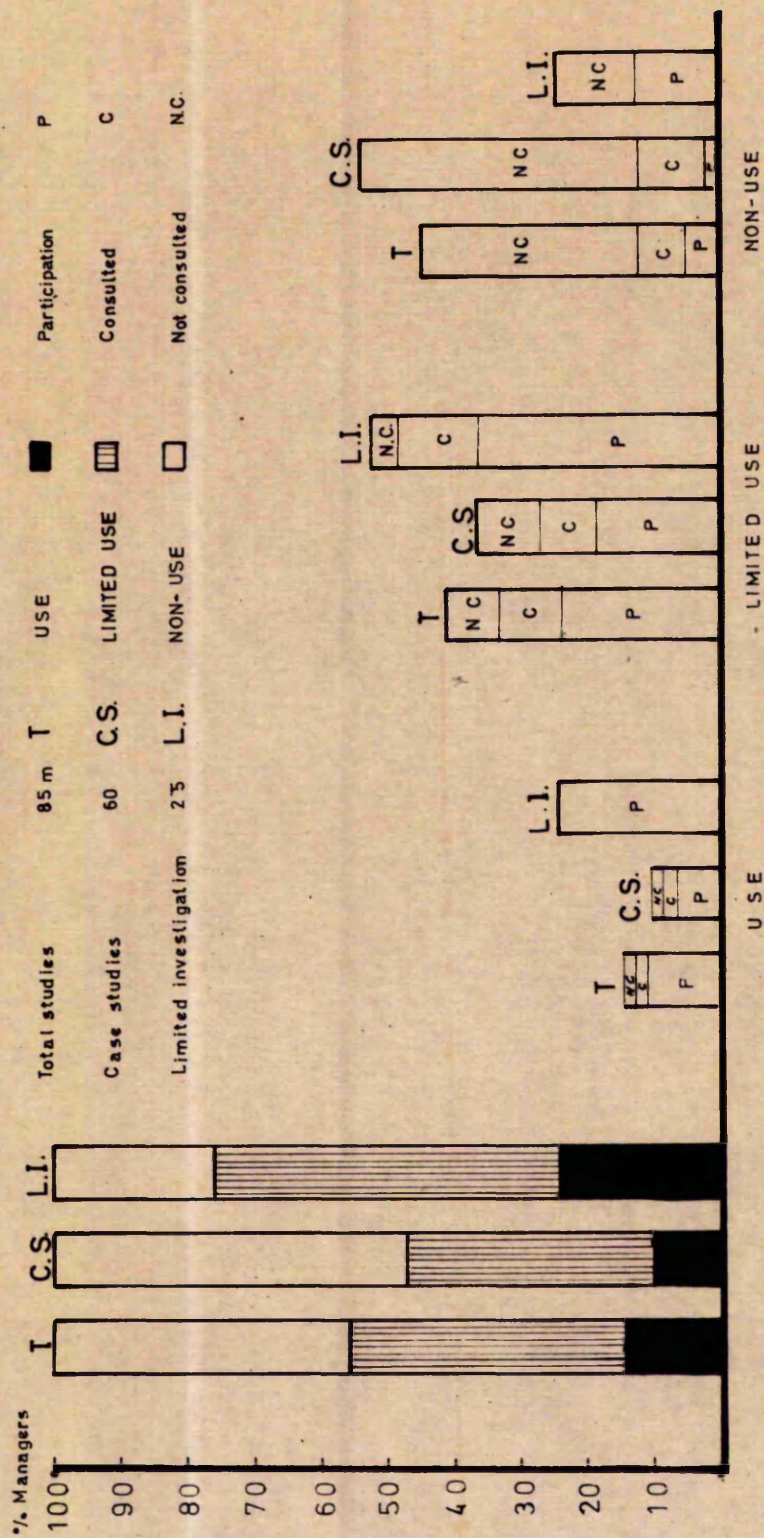 % Managers
100
90
80
70
60
50
40
30
20
10
T
C.S.
L.I.
Total studies 85 m T USE Participation P
Case studies 60 C.S. LIMITED USE Consulted C
Limited investigation 25 L.I. NON-USE Not consulted N.C.
T
NC
C
P
C.S.
NC
C
P
L.I.
P
USE
T
NC
C
P
C.S
NC
C
P
L.I.
N.C.
C
P
- LIMITED USE
T
NC
C
P
C.S.
NC
C
P
L.I.
NC
P
NON-USE